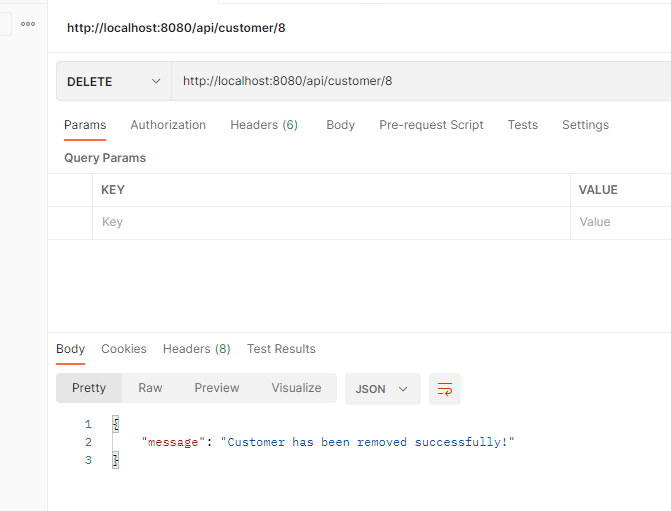 http://localhost:8080/api/customer/8
DELETE http://localhost:8080/api/customer/8
Params Authorization Headers (6) Body Pre-request Script Tests Settings
Query Params
KEY VALUE
Key Value
Body Cookies Headers (8) Test Results
Pretty Raw Preview Visualize JSON
1 {
2 "message": "Customer has been removed successfully!"
3 }